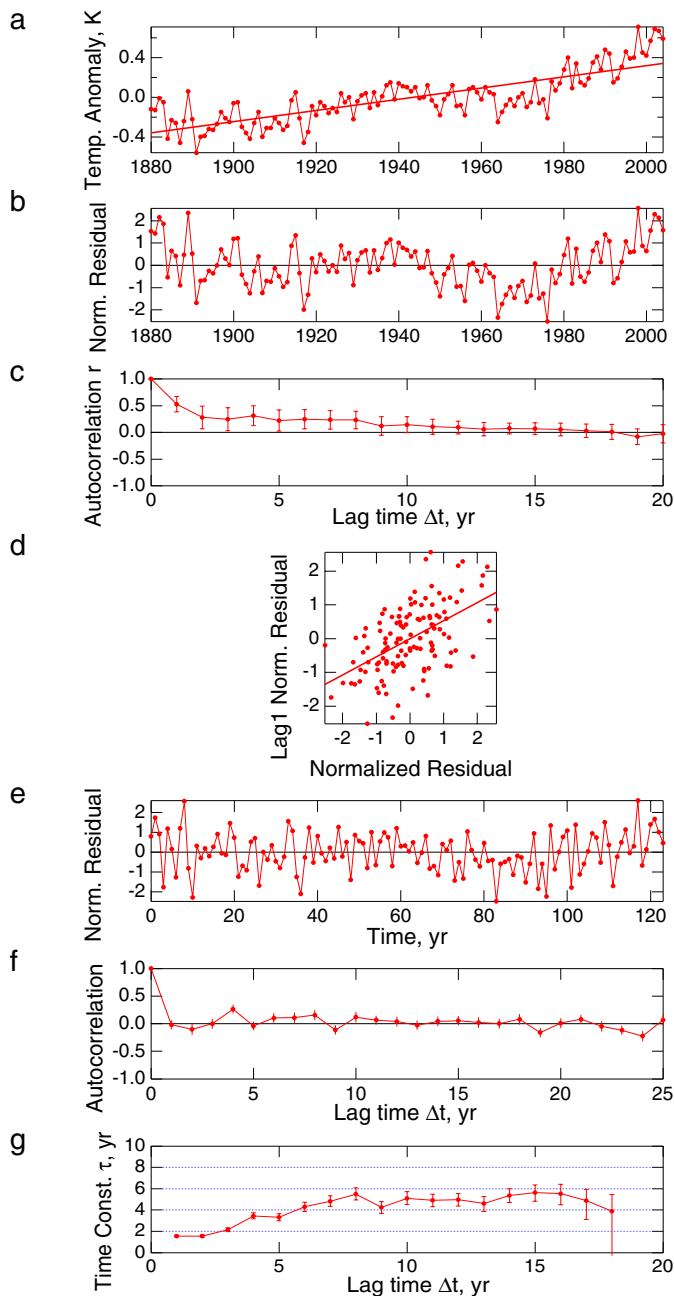 a
Temp. Anomaly, K
0.4
0.0
-0.4
1880 1900 1920 1940 1960 1980 2000
b
Norm. Residual
2
1
0
-1
-2
1880 1900 1920 1940 1960 1980 2000
c
Autocorrelation r
1.0
0.5
0.0
-0.5
-1.0
0 5 10 15 20
Lag time Δt, yr
d
Lag1 Norm. Residual
2
1
0
-1
-2
-2 -1 0 1 2
Normalized Residual
e
Norm. Residual
2
1
0
-1
-2
0 20 40 60 80 100 120
Time, yr
f
Autocorrelation
1.0
0.5
0.0
-0.5
-1.0
0 5 10 15 20 25
Lag time Δt, yr
g
Time Const. τ, yr
10
8
6
4
2
0
0 5 10 15 20
Lag time Δt, yr